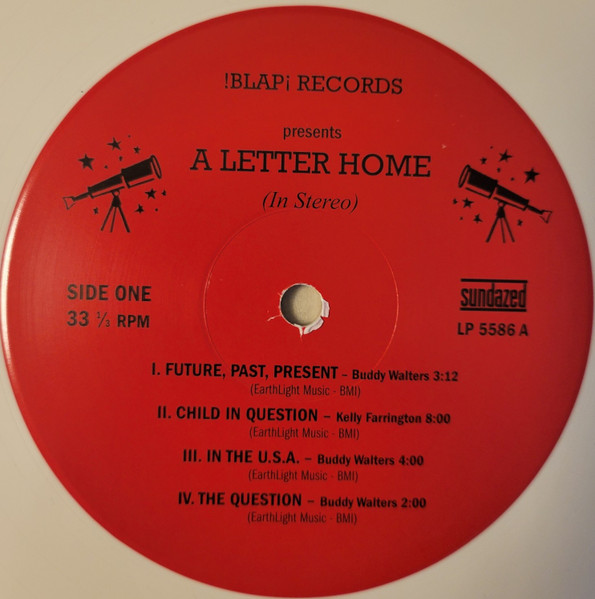 !BLAP¡ RECORDS
presents
A LETTER HOME
(In Stereo)
SIDE ONE
33 ⅓ RPM
sundazed
LP 5586 A
I. FUTURE, PAST, PRESENT – Buddy Walters 3:12
(EarthLight Music - BMI)
II. CHILD IN QUESTION – Kelly Farrington 8:00
(EarthLight Music - BMI)
III. IN THE U.S.A. – Buddy Walters 4:00
(EarthLight Music - BMI)
IV. THE QUESTION – Buddy Walters 2:00
(EarthLight Music - BMI)